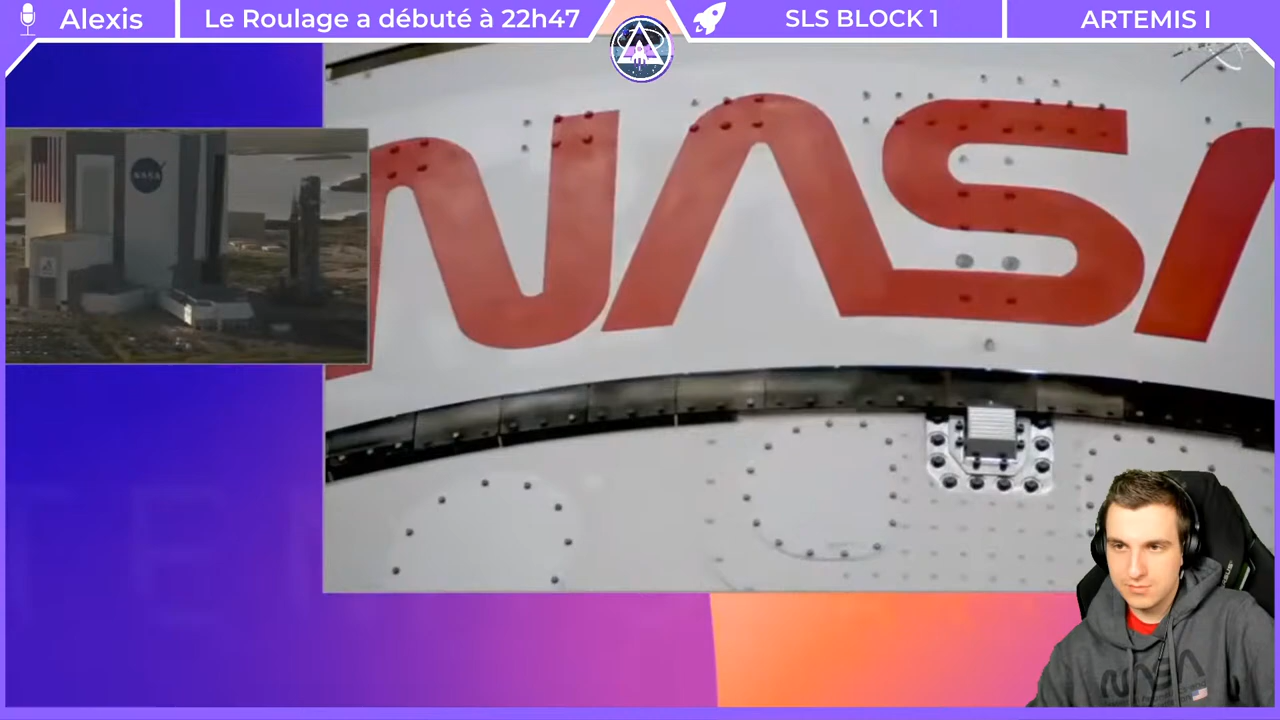 Alexis
Le Roulage a débuté à 22h47
SLS BLOCK 1
ARTEMIS I
NASA
NASA
NASA